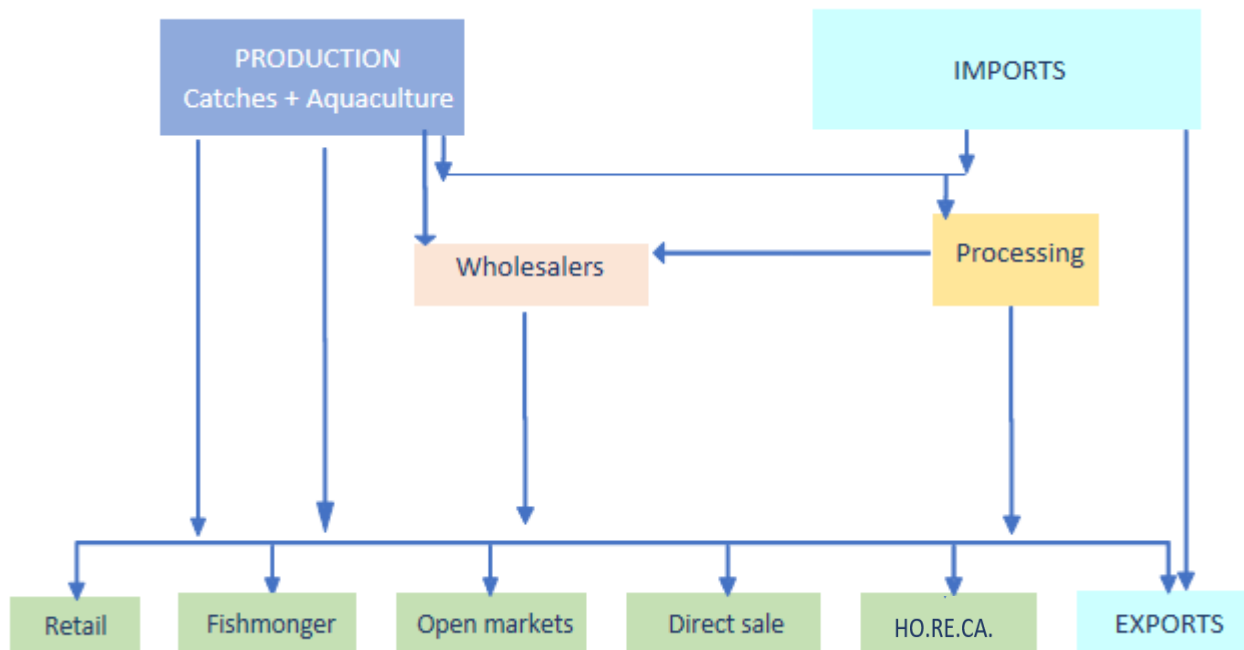 PRODUCTION
Catches + Aquaculture
IMPORTS
Wholesalers
Processing
Retail
Fishmonger
Open markets
Direct sale
HO.RE.CA.
EXPORTS